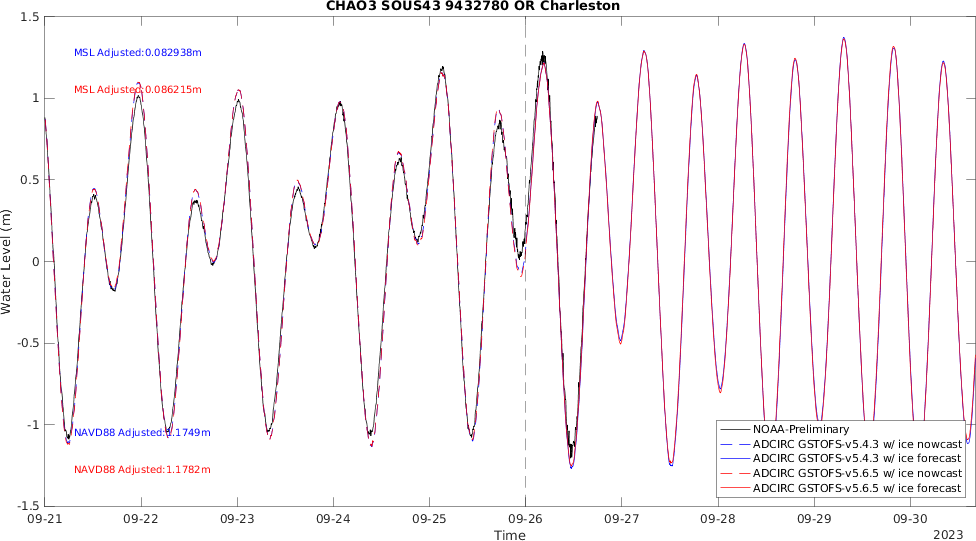 CHAO3 SOUS43 9432780 OR Charleston
1.5
MSL Adjusted:0.082938m
MSL Adjusted:0.086215m
1
0.5
Water Level (m)
0
-0.5
-1
NAVD88 Adjusted:1.1749m
NAVD88 Adjusted:1.1782m
NOAA-Preliminary
ADCIRC GSTOFS-v5.4.3 w/ ice nowcast
ADCIRC GSTOFS-v5.4.3 w/ ice forecast
ADCIRC GSTOFS-v5.6.5 w/ ice nowcast
ADCIRC GSTOFS-v5.6.5 w/ ice forecast
-1.5
09-21 09-22 09-23 09-24 09-25 09-26 09-27 09-28 09-29 09-30
Time
2023